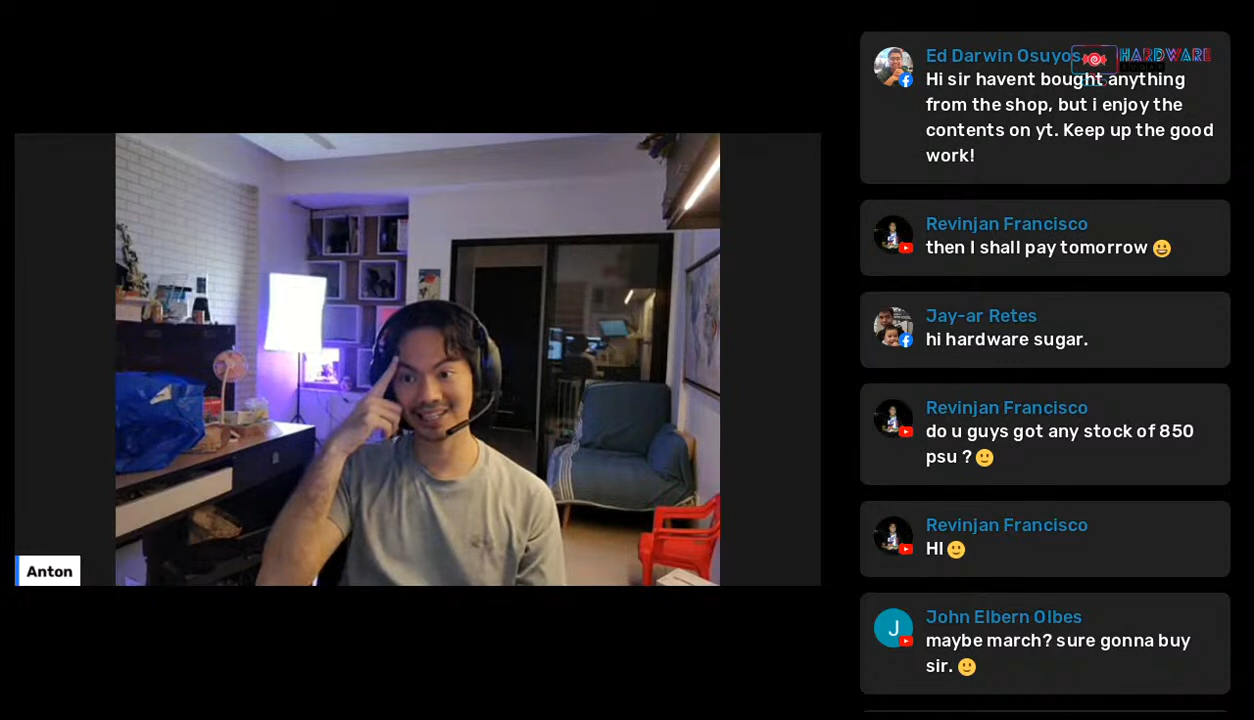 Ed Darwin Osuyos
HARDWARE
Hi sir havent bought anything
from the shop, but i enjoy the
contents on yt. Keep up the good
work!
Revinjan Francisco
then I shall pay tomorrow 😀
Jay-ar Retes
hi hardware sugar.
Revinjan Francisco
do u guys got any stock of 850
psu ? 🙂
Revinjan Francisco
HI 🙂
J
John Elbern Olbes
maybe march? sure gonna buy
sir. 🙂
Anton